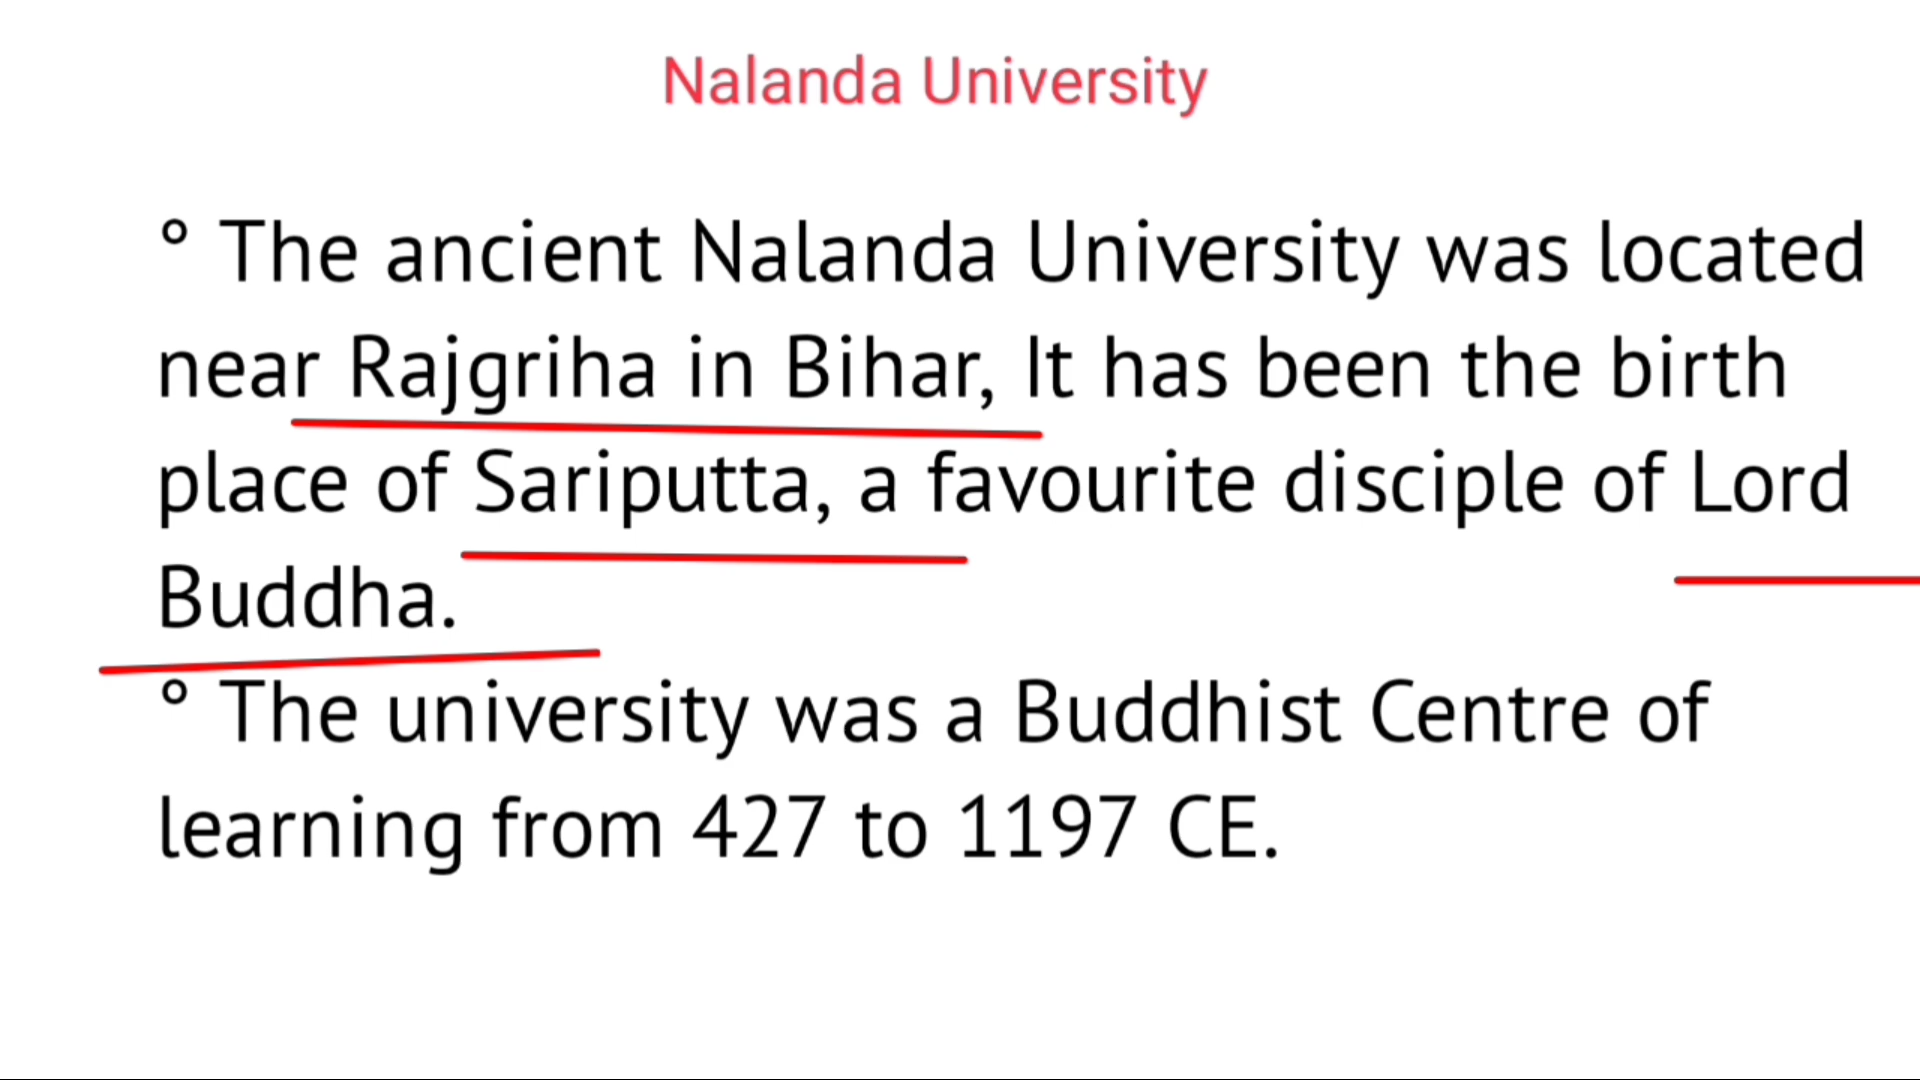 Nalanda University
° The ancient Nalanda University was located
near Rajgriha in Bihar, It has been the birth
place of Sariputta, a favourite disciple of Lord
Buddha.
° The university was a Buddhist Centre of
learning from 427 to 1197 CE.